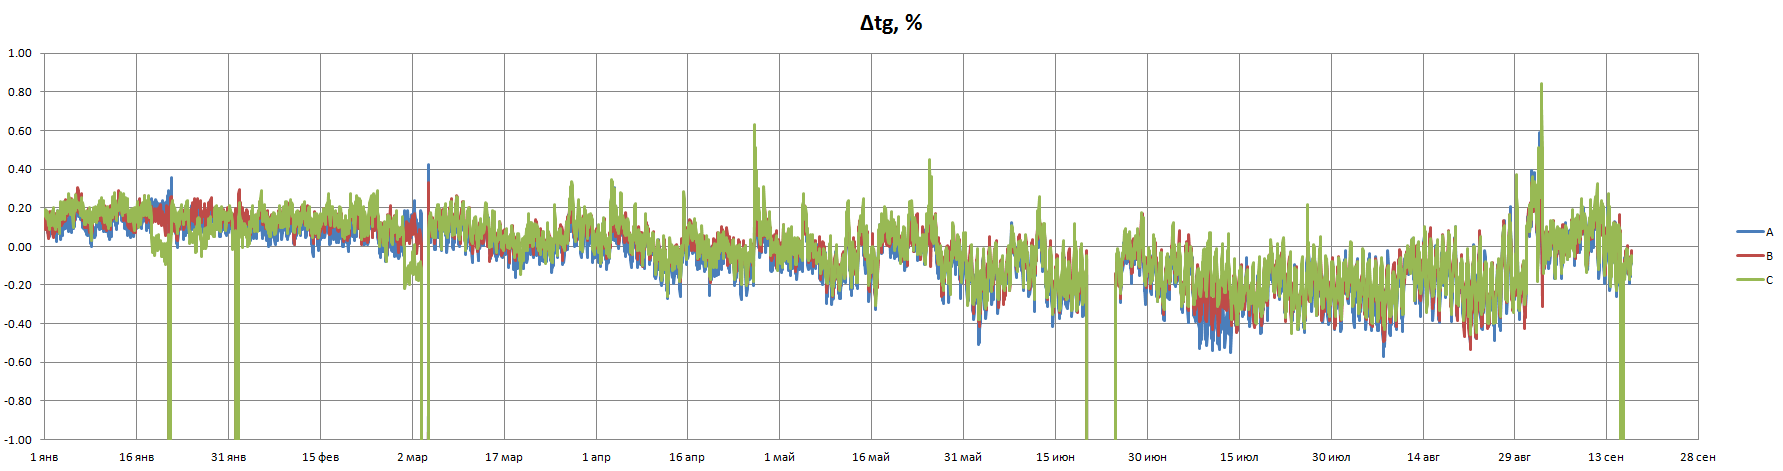 Δtg, %
1.00
0.80
0.60
0.40
0.20
0.00
-0.20
-0.40
-0.60
-0.80
-1.00
1 янв 16 янв 31 янв 15 фев 2 мар 17 мар 1 апр 16 апр 1 май 16 май 31 май 15 июн 30 июн 15 июл 30 июл 14 авг 29 авг 13 сен 28 сен
A
B
C